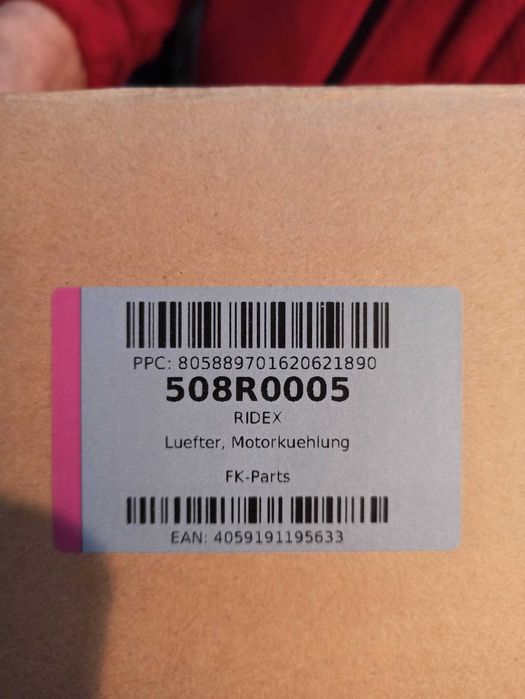 PPC: 805889701620621890
508R0005
RIDEX
Luefter, Motorkuehlung
FK-Parts
EAN: 4059191195633